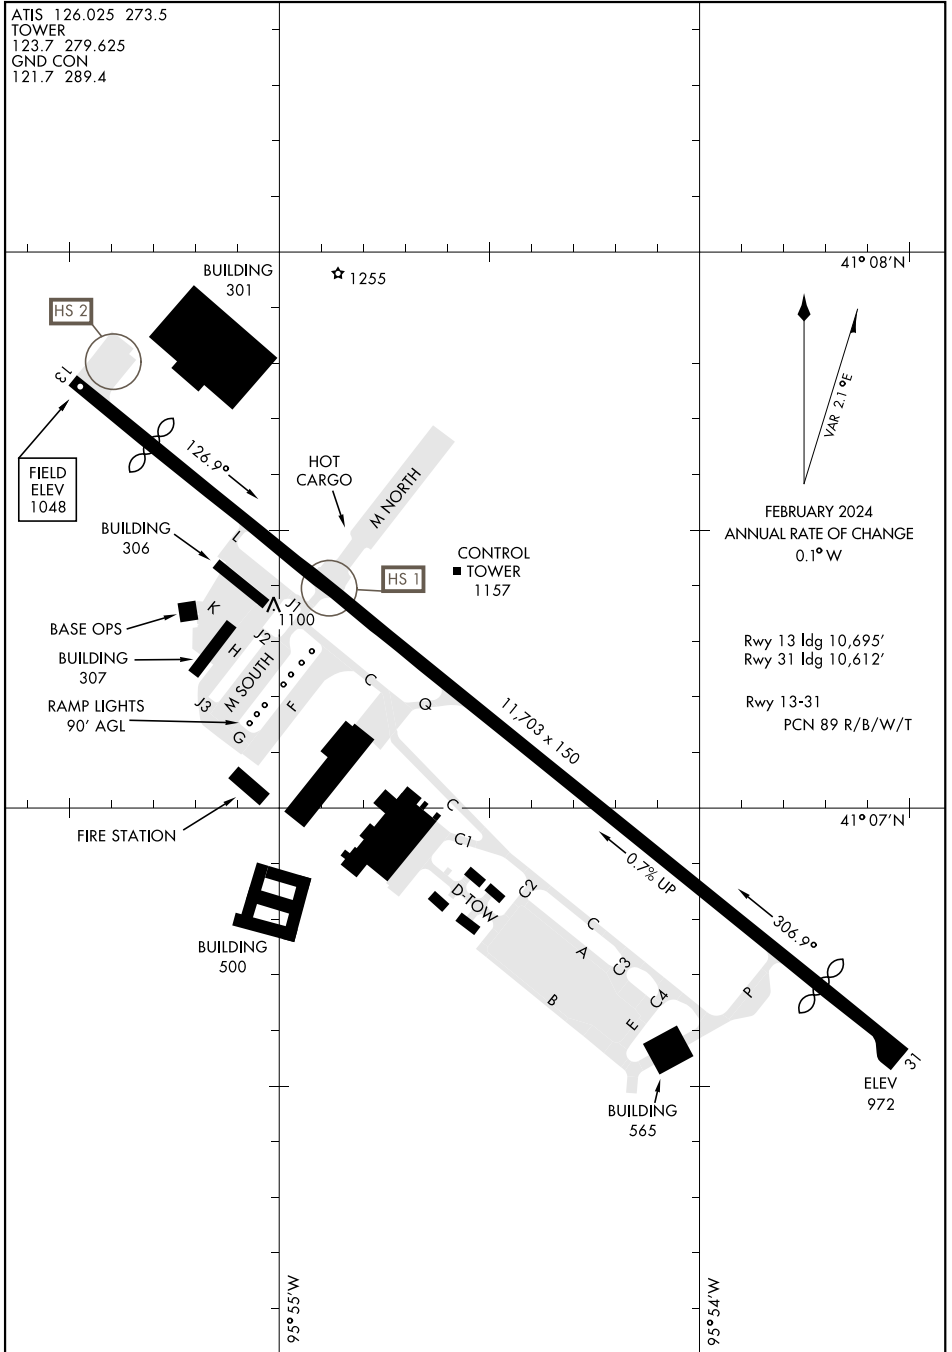 ATIS 126.025 273.5
TOWER
123.7 279.625
GND CON
121.7 289.4
41°08'N
BUILDING
301
1255
HS 2
13
VAR 2.1°E
FIELD
ELEV
1048
126.9°
HOT
CARGO
M NORTH
FEBRUARY 2024
ANNUAL RATE OF CHANGE
0.1° W
BUILDING
306
L
CONTROL
TOWER
1157
HS 1
J1
1100
K
BASE OPS
J2
H
BUILDING
307
M SOUTH
Rwy 13 ldg 10,695'
Rwy 31 ldg 10,612'
Rwy 13-31
PCN 89 R/B/W/T
C
Q
J3
F
RAMP LIGHTS
90' AGL
G
11,703 x 150
41°07'N
FIRE STATION
C
C1
0.7% UP
C2
D-TOW
306.9°
BUILDING
500
C
A
C3
B
C4
P
E
31
ELEV
972
BUILDING
565
95°55'W
95°54'W